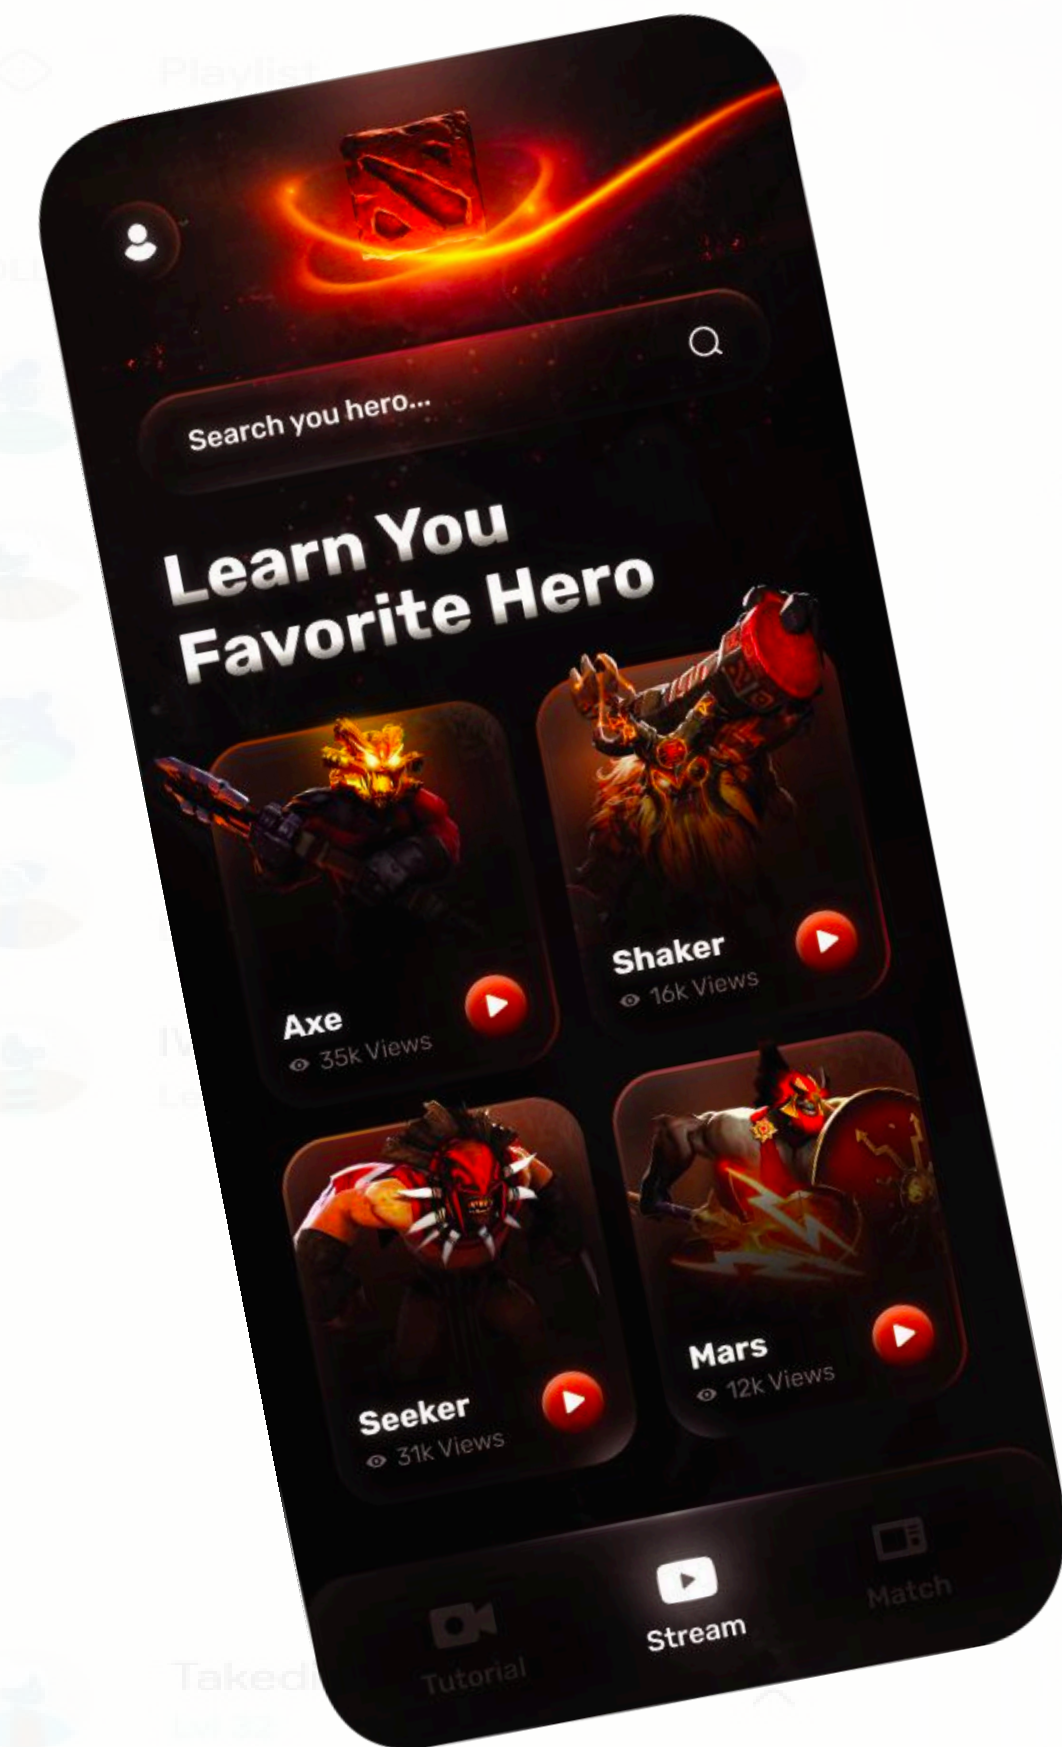 Playlist
Search you hero...
Learn You
Favorite Hero
Axe
35k Views
Shaker
16k Views
Seeker
31k Views
Mars
12k Views
Tutorial
Stream
Match